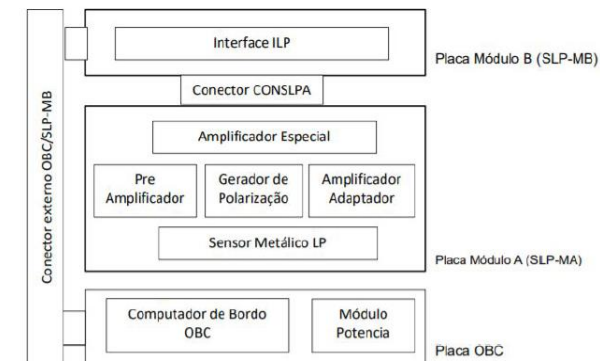 Conector externo OBC/SLP-MB
Interface ILP
Placa Módulo B (SLP-MB)
Conector CONSLPA
Amplificador Especial
Pre
Amplificador
Gerador de
Polarização
Amplificador
Adaptador
Sensor Metálico LP
Placa Módulo A (SLP-MA)
Computador de Bordo
OBC
Módulo
Potencia
Placa OBC